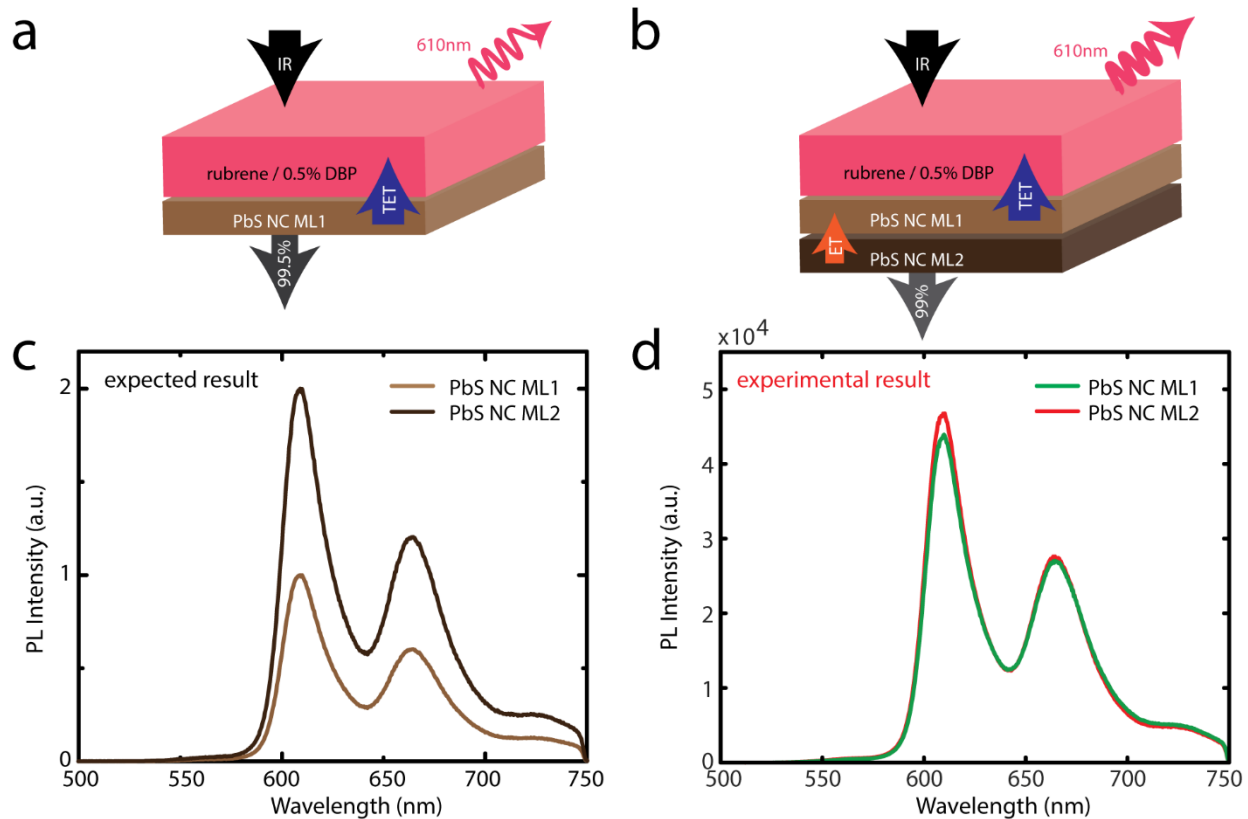 a
IR
610nm
rubrene / 0.5% DBP
TET
PbS NC ML1
99.5%
b
IR
610nm
rubrene / 0.5% DBP
TET
PbS NC ML1
ET
PbS NC ML2
99%
c
expected result
PbS NC ML1
PbS NC ML2
2
1
0
PL Intensity (a.u.)
500
550
600
650
700
750
Wavelength (nm)
d
x10⁴
experimental result
PbS NC ML1
PbS NC ML2
5
4
3
2
1
0
PL Intensity (a.u.)
500
550
600
650
700
750
Wavelength (nm)